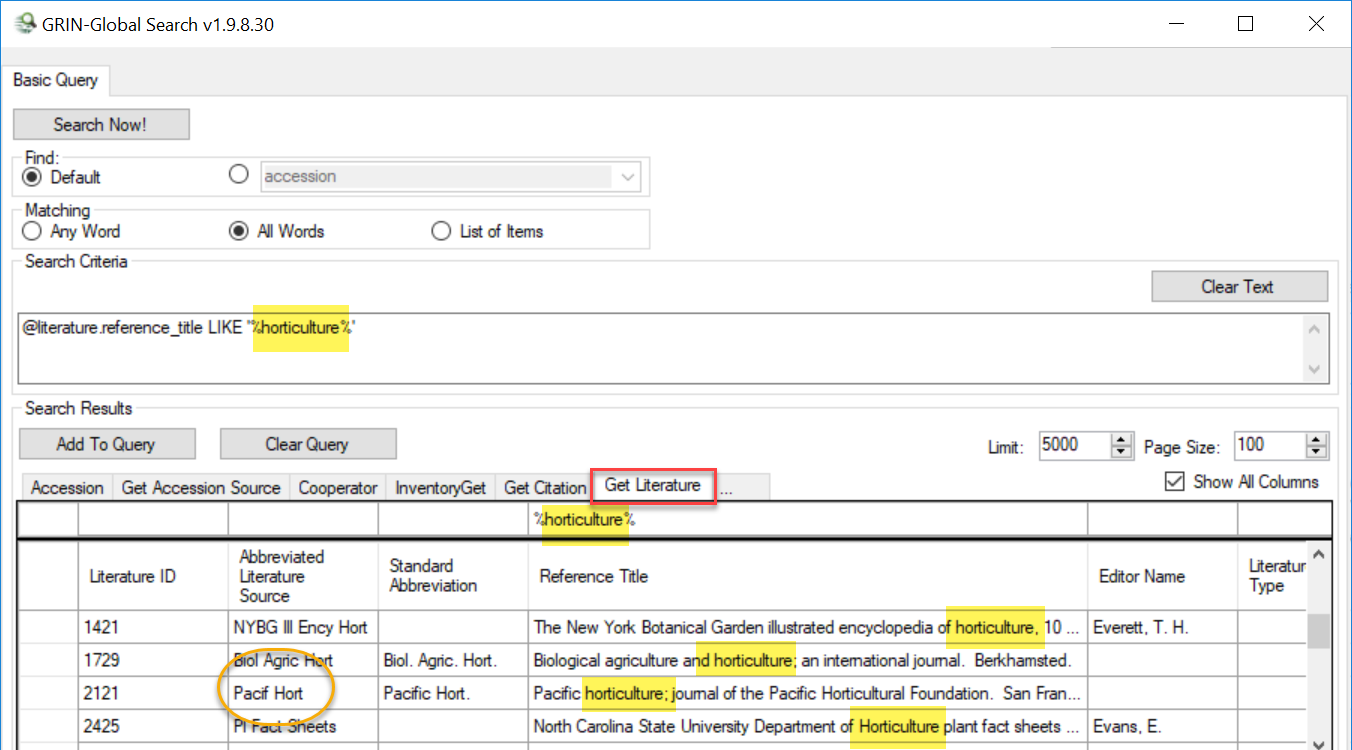 GRIN-Global Search v1.9.8.30
Basic Query
Search Now!
Find:
Default
accession
Matching
Any Word All Words List of Items
Search Criteria
Clear Text
@literature.reference_title LIKE '%horticulture%'
Search Results
Add To Query Clear Query Limit: 5000 Page Size: 100
Accession Get Accession Source Cooperator InventoryGet Get Citation Get Literature ... Show All Columns
%horticulture%
Literature ID Abbreviated Literature Source Standard Abbreviation Reference Title Editor Name Literatur Type
1421 NYBG Ill Ency Hort The New York Botanical Garden illustrated encyclopedia of horticulture, 10 ... Everett, T. H.
1729 Biol Agric Hort Biol. Agric. Hort. Biological agriculture and horticulture; an international journal. Berkhamsted.
2121 Pacif Hort Pacific Hort. Pacific horticulture; journal of the Pacific Horticultural Foundation. San Fran...
2425 Pl Fact Sheets North Carolina State University Department of Horticulture plant fact sheets ... Evans, E.